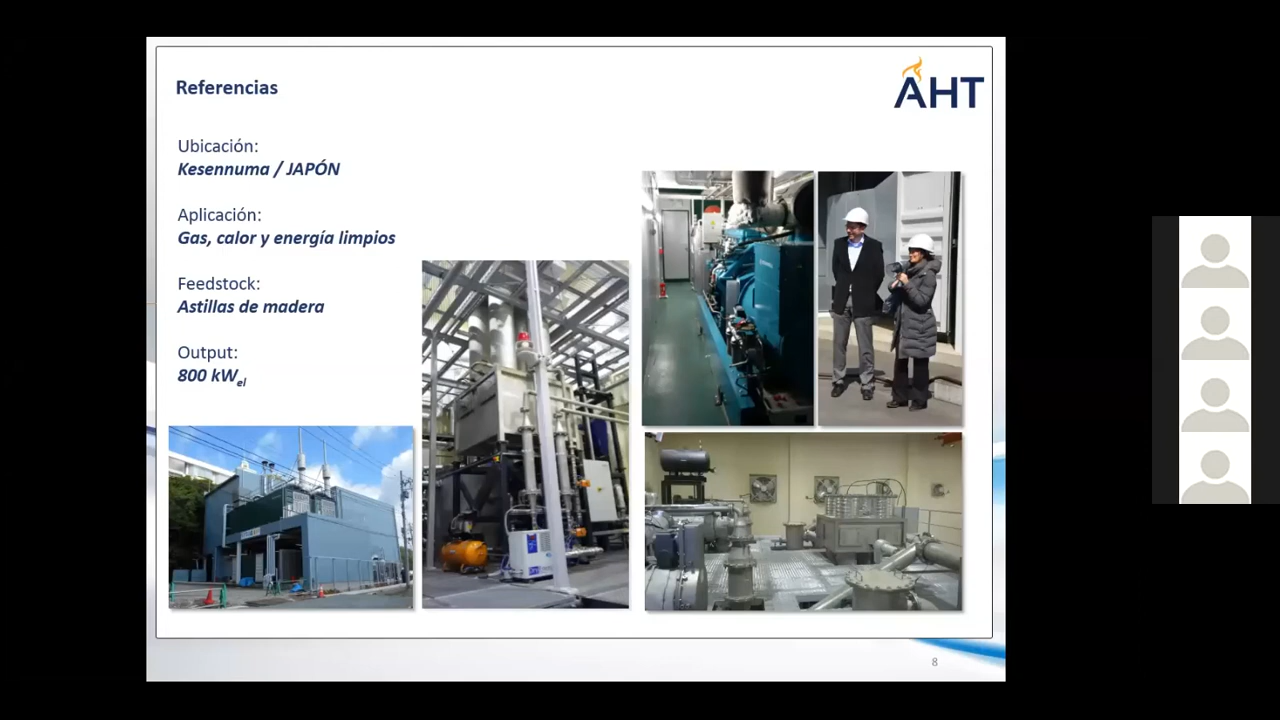 Referencias
AHT
Ubicación:
Kesennuma / JAPÓN
Aplicación:
Gas, calor y energía limpios
Feedstock:
Astillas de madera
Output:
800 kWel
8